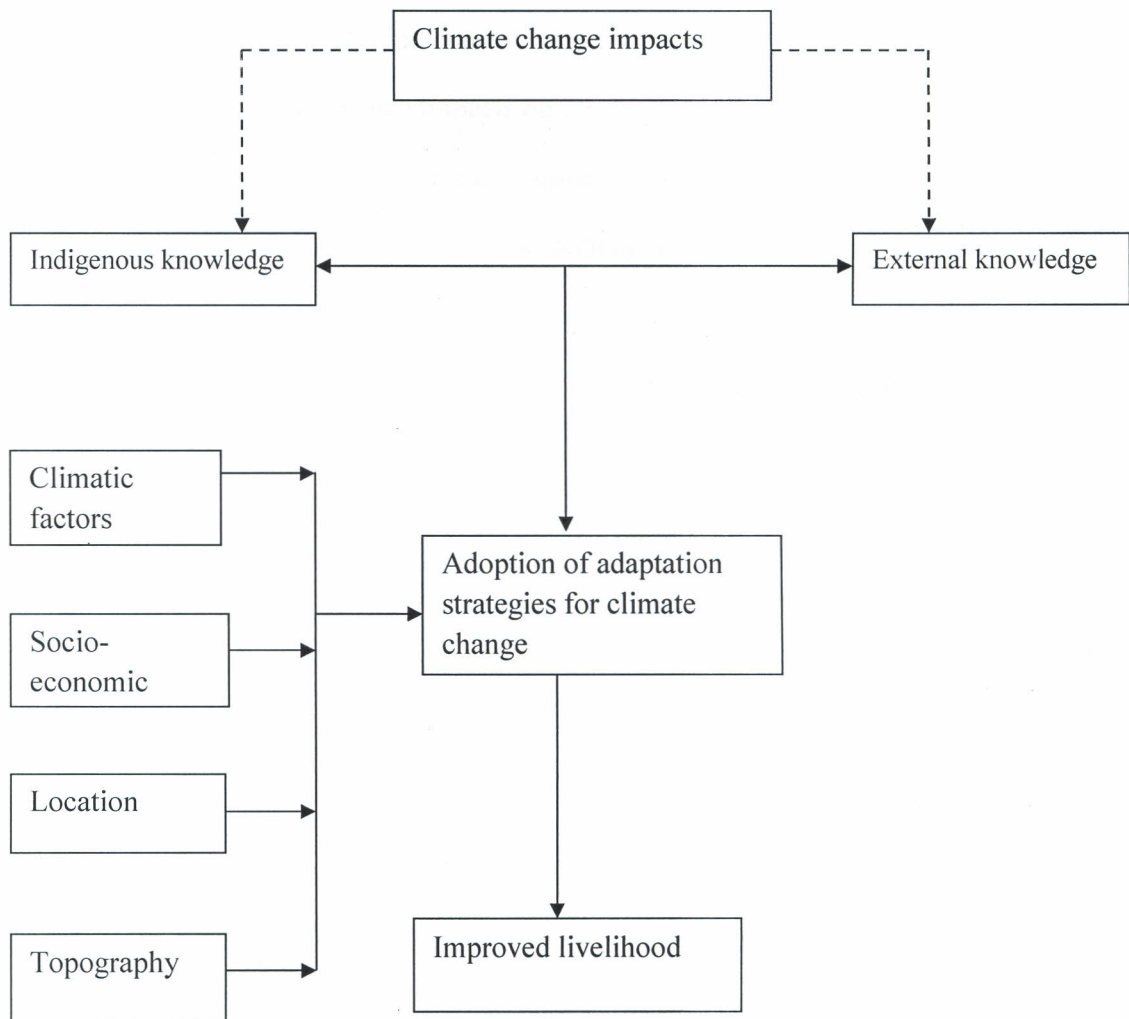 Climate change impacts
Indigenous knowledge
External knowledge
Climatic
factors
Adoption of adaptation
strategies for climate
change
Socio-
economic
Location
Improved livelihood
Topography